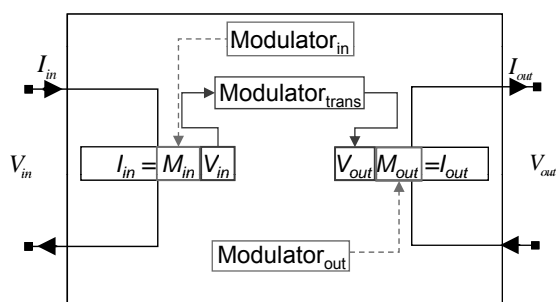 Modulator_in
I_in
I_out
Modulator_trans
V_in
I_in = M_in V_in
V_out M_out = I_out
V_out
Modulator_out